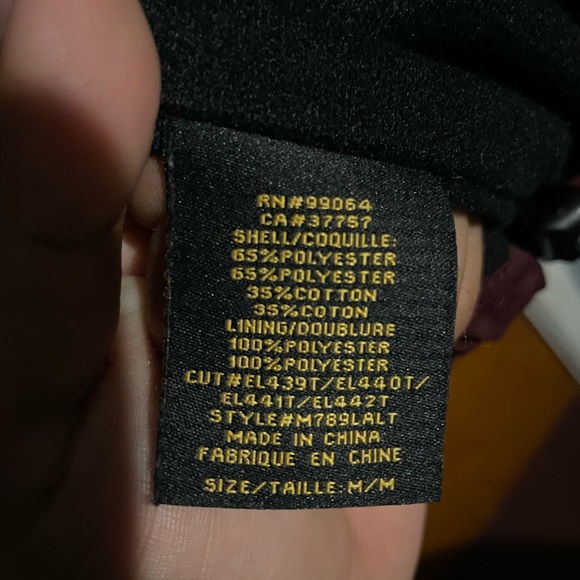 RN#99064
CA#37757
SHELL/COQUILLE:
65%POLYESTER
65%POLYESTER
35%COTTON
35%COTON
LINING/DOUBLURE
100%POLYESTER
100%POLYESTER
CUT#EL439T/EL440T/
EL441T/EL442T
STYLE#M789LALT
MADE IN CHINA
FABRIQUE EN CHINE
SIZE/TAILLE:M/M